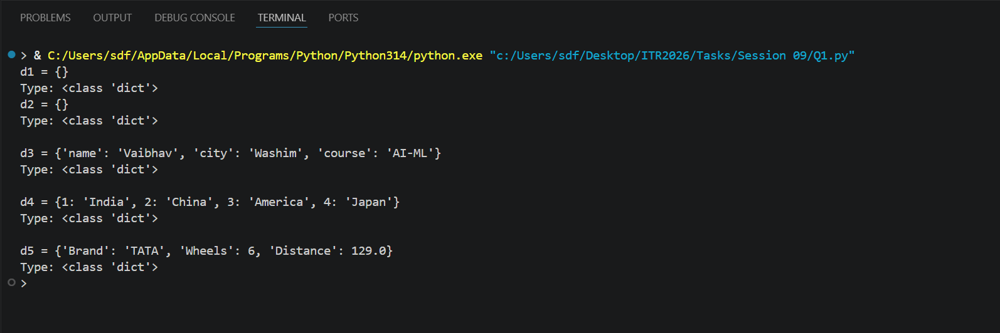 PROBLEMS OUTPUT DEBUG CONSOLE TERMINAL PORTS
> & C:/Users/sdf/AppData/Local/Programs/Python/Python314/python.exe "c:/Users/sdf/Desktop/ITR2026/Tasks/Session 09/Q1.py"
d1 = {}
Type: <class 'dict'>
d2 = {}
Type: <class 'dict'>
d3 = {'name': 'Vaibhav', 'city': 'Washim', 'course': 'AI-ML'}
Type: <class 'dict'>
d4 = {1: 'India', 2: 'China', 3: 'America', 4: 'Japan'}
Type: <class 'dict'>
d5 = {'Brand': 'TATA', 'Wheels': 6, 'Distance': 129.0}
Type: <class 'dict'>
>